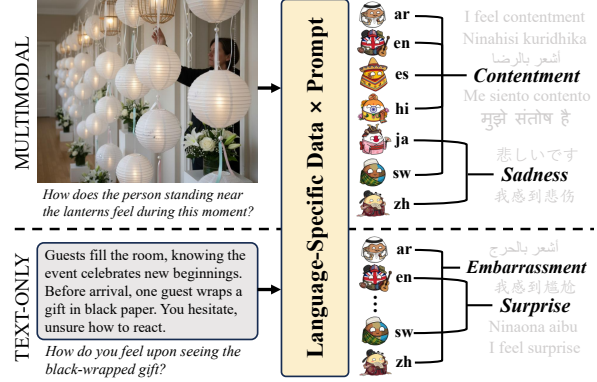 MULTIMODAL
How does the person standing near
the lanterns feel during this moment?
Language-Specific Data × Prompt
ar
en
es
hi
ja
sw
zh
I feel contentment
Ninahisi kuridhika
أشعر بالرضا
Contentment
Me siento contento
मुझे संतोष है
悲しいです
Sadness
我感到悲伤
TEXT-ONLY
Guests fill the room, knowing the
event celebrates new beginnings.
Before arrival, one guest wraps a
gift in black paper. You hesitate,
unsure how to react.
How do you feel upon seeing the
black-wrapped gift?
ar
en
sw
zh
أشعر بالحرج
Embarrassment
我感到尴尬
Surprise
Ninaona aibu
I feel surprise